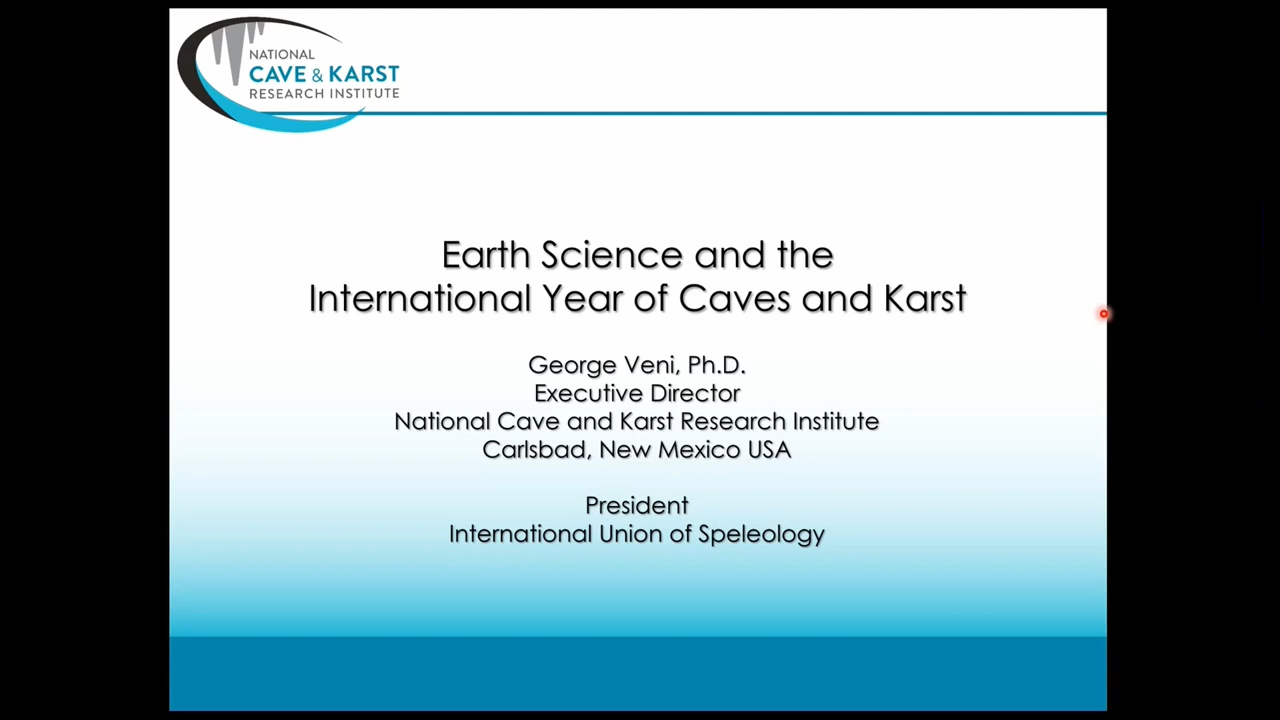 NATIONAL
CAVE & KARST
RESEARCH INSTITUTE
Earth Science and the
International Year of Caves and Karst
George Veni, Ph.D.
Executive Director
National Cave and Karst Research Institute
Carlsbad, New Mexico USA
President
International Union of Speleology